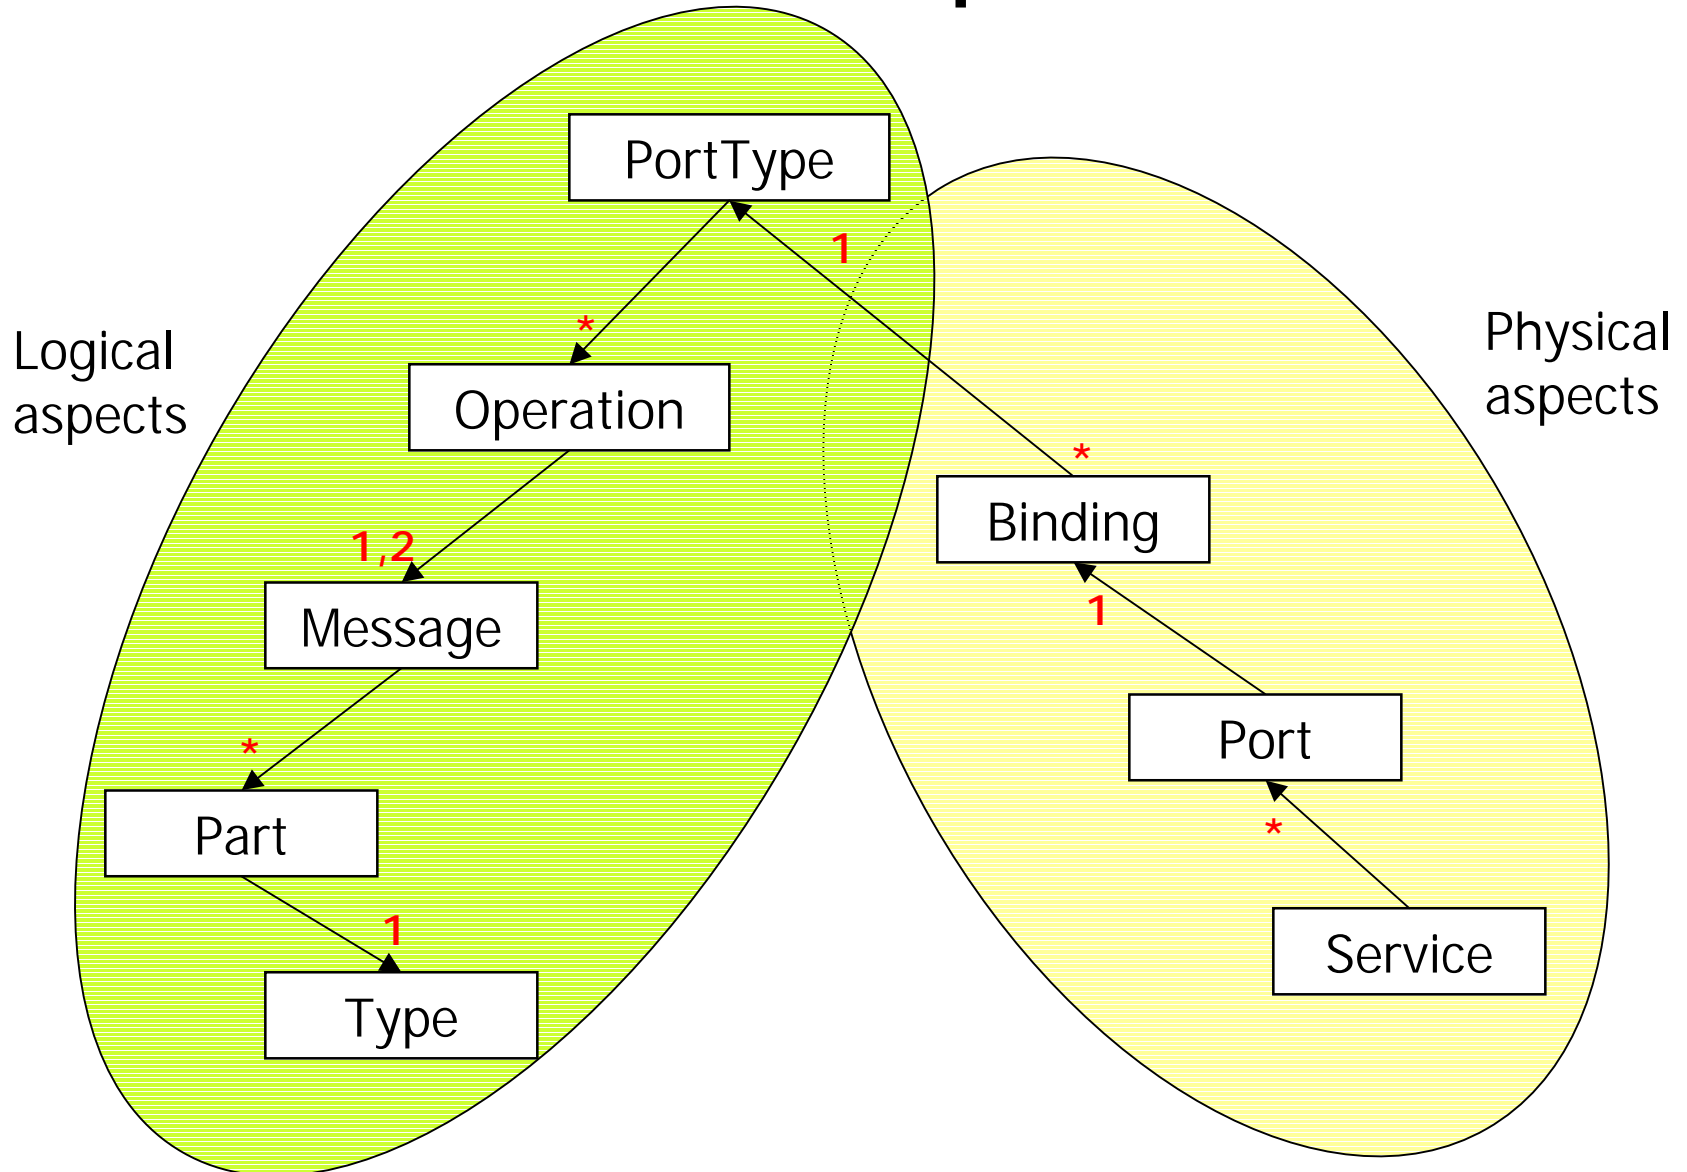 PortType
1
*
Logical
aspects
Physical
aspects
Operation
*
Binding
1,2
1
Message
Port
*
*
Part
1
Service
Type